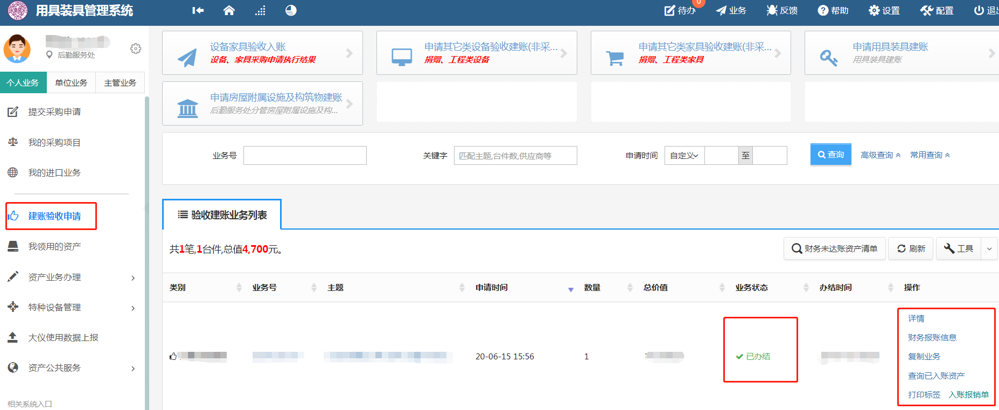 用具装具管理系统
0
待办
业务
反馈
帮助
设置
配置
后勤服务处
个人业务
单位业务
主管业务
提交采购申请
我的采购项目
我的进口业务
建账验收申请
我领用的资产
资产业务办理
特种设备管理
大仪使用数据上报
资产公共服务
相关系统入口
设备家具验收入账
设备、家具采购申请执行结果
申请其它类设备验收建账(非采...
捐赠、工程类设备
申请其它类家具验收建账(非采...
捐赠、工程类家具
申请用具装具建账
用具装具建账
申请房屋附属设施及构筑物建账
后勤服务处分管房屋附属设施及构...
业务号
关键字
匹配主题,台件数,供应商等
申请时间
自定义
至
查询
高级查询
常用查询
验收建账业务列表
共1笔,1台件,总值4,700元。
财务未达账资产清单
刷新
工具
类别
业务号
主题
申请时间
数量
总价值
业务状态
办结时间
操作
20-06-15 15:56
1
已办结
详情
财务报账信息
复制业务
查询已入账资产
打印标签 入账报销单